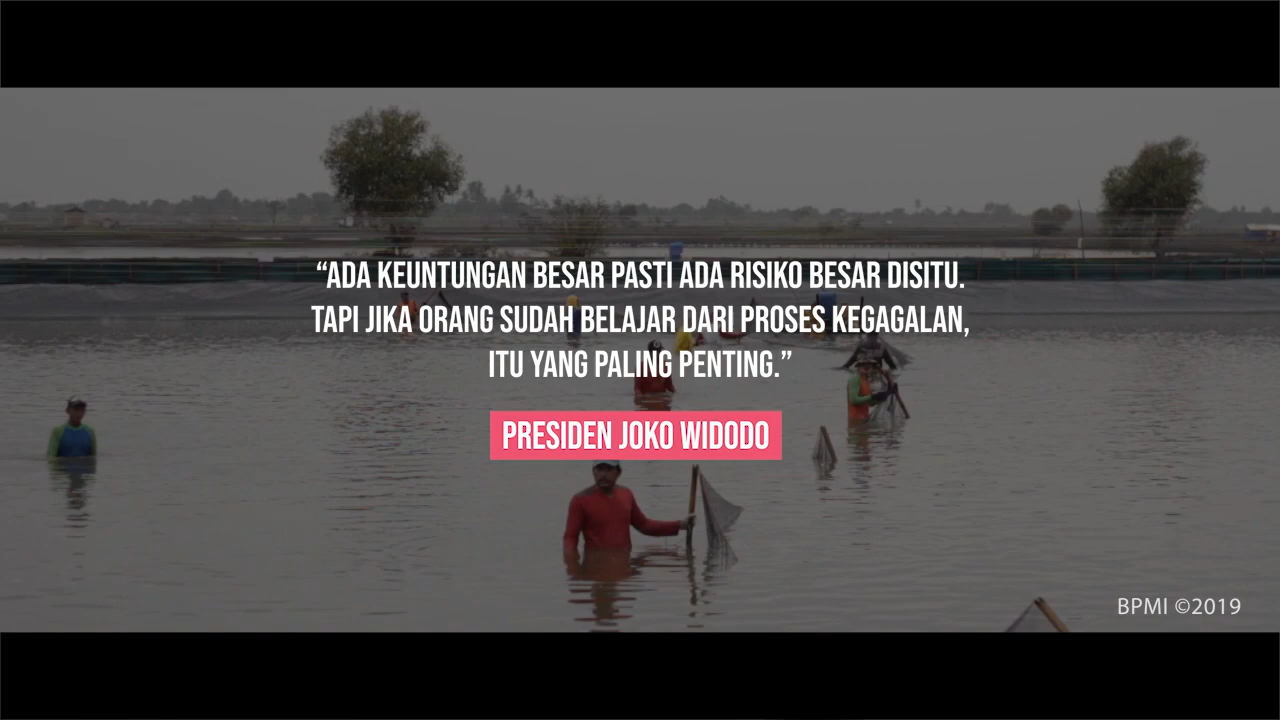 “ADA KEUNTUNGAN BESAR PASTI ADA RISIKO BESAR DISITU.
TAPI JIKA ORANG SUDAH BELAJAR DARI PROSES KEGAGALAN,
ITU YANG PALING PENTING.”
PRESIDEN JOKO WIDODO
BPMI ©2019